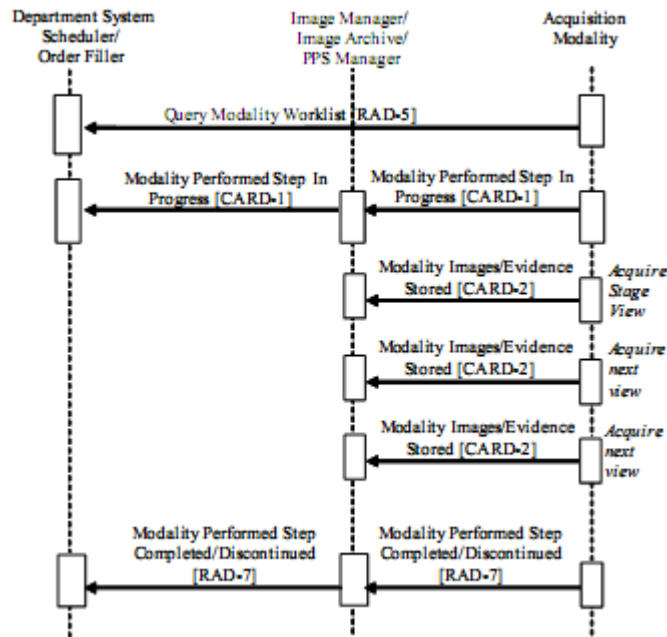 Department System
Scheduler/
Order Filler
Image Manager/
Image Archive/
PPS Manager
Acquisition
Modality
Query Modality Worklist [RAD-5]
Modality Performed Step In
Progress [CARD-1]
Modality Performed Step In
Progress [CARD-1]
Modality Images/Evidence
Stored [CARD-2]
Acquire
Stage
View
Modality Images/Evidence
Stored [CARD-2]
Acquire
next
view
Modality Images/Evidence
Stored [CARD-2]
Acquire
next
view
Modality Performed Step
Completed/Discontinued
[RAD-7]
Modality Performed Step
Completed/Discontinued
[RAD-7]